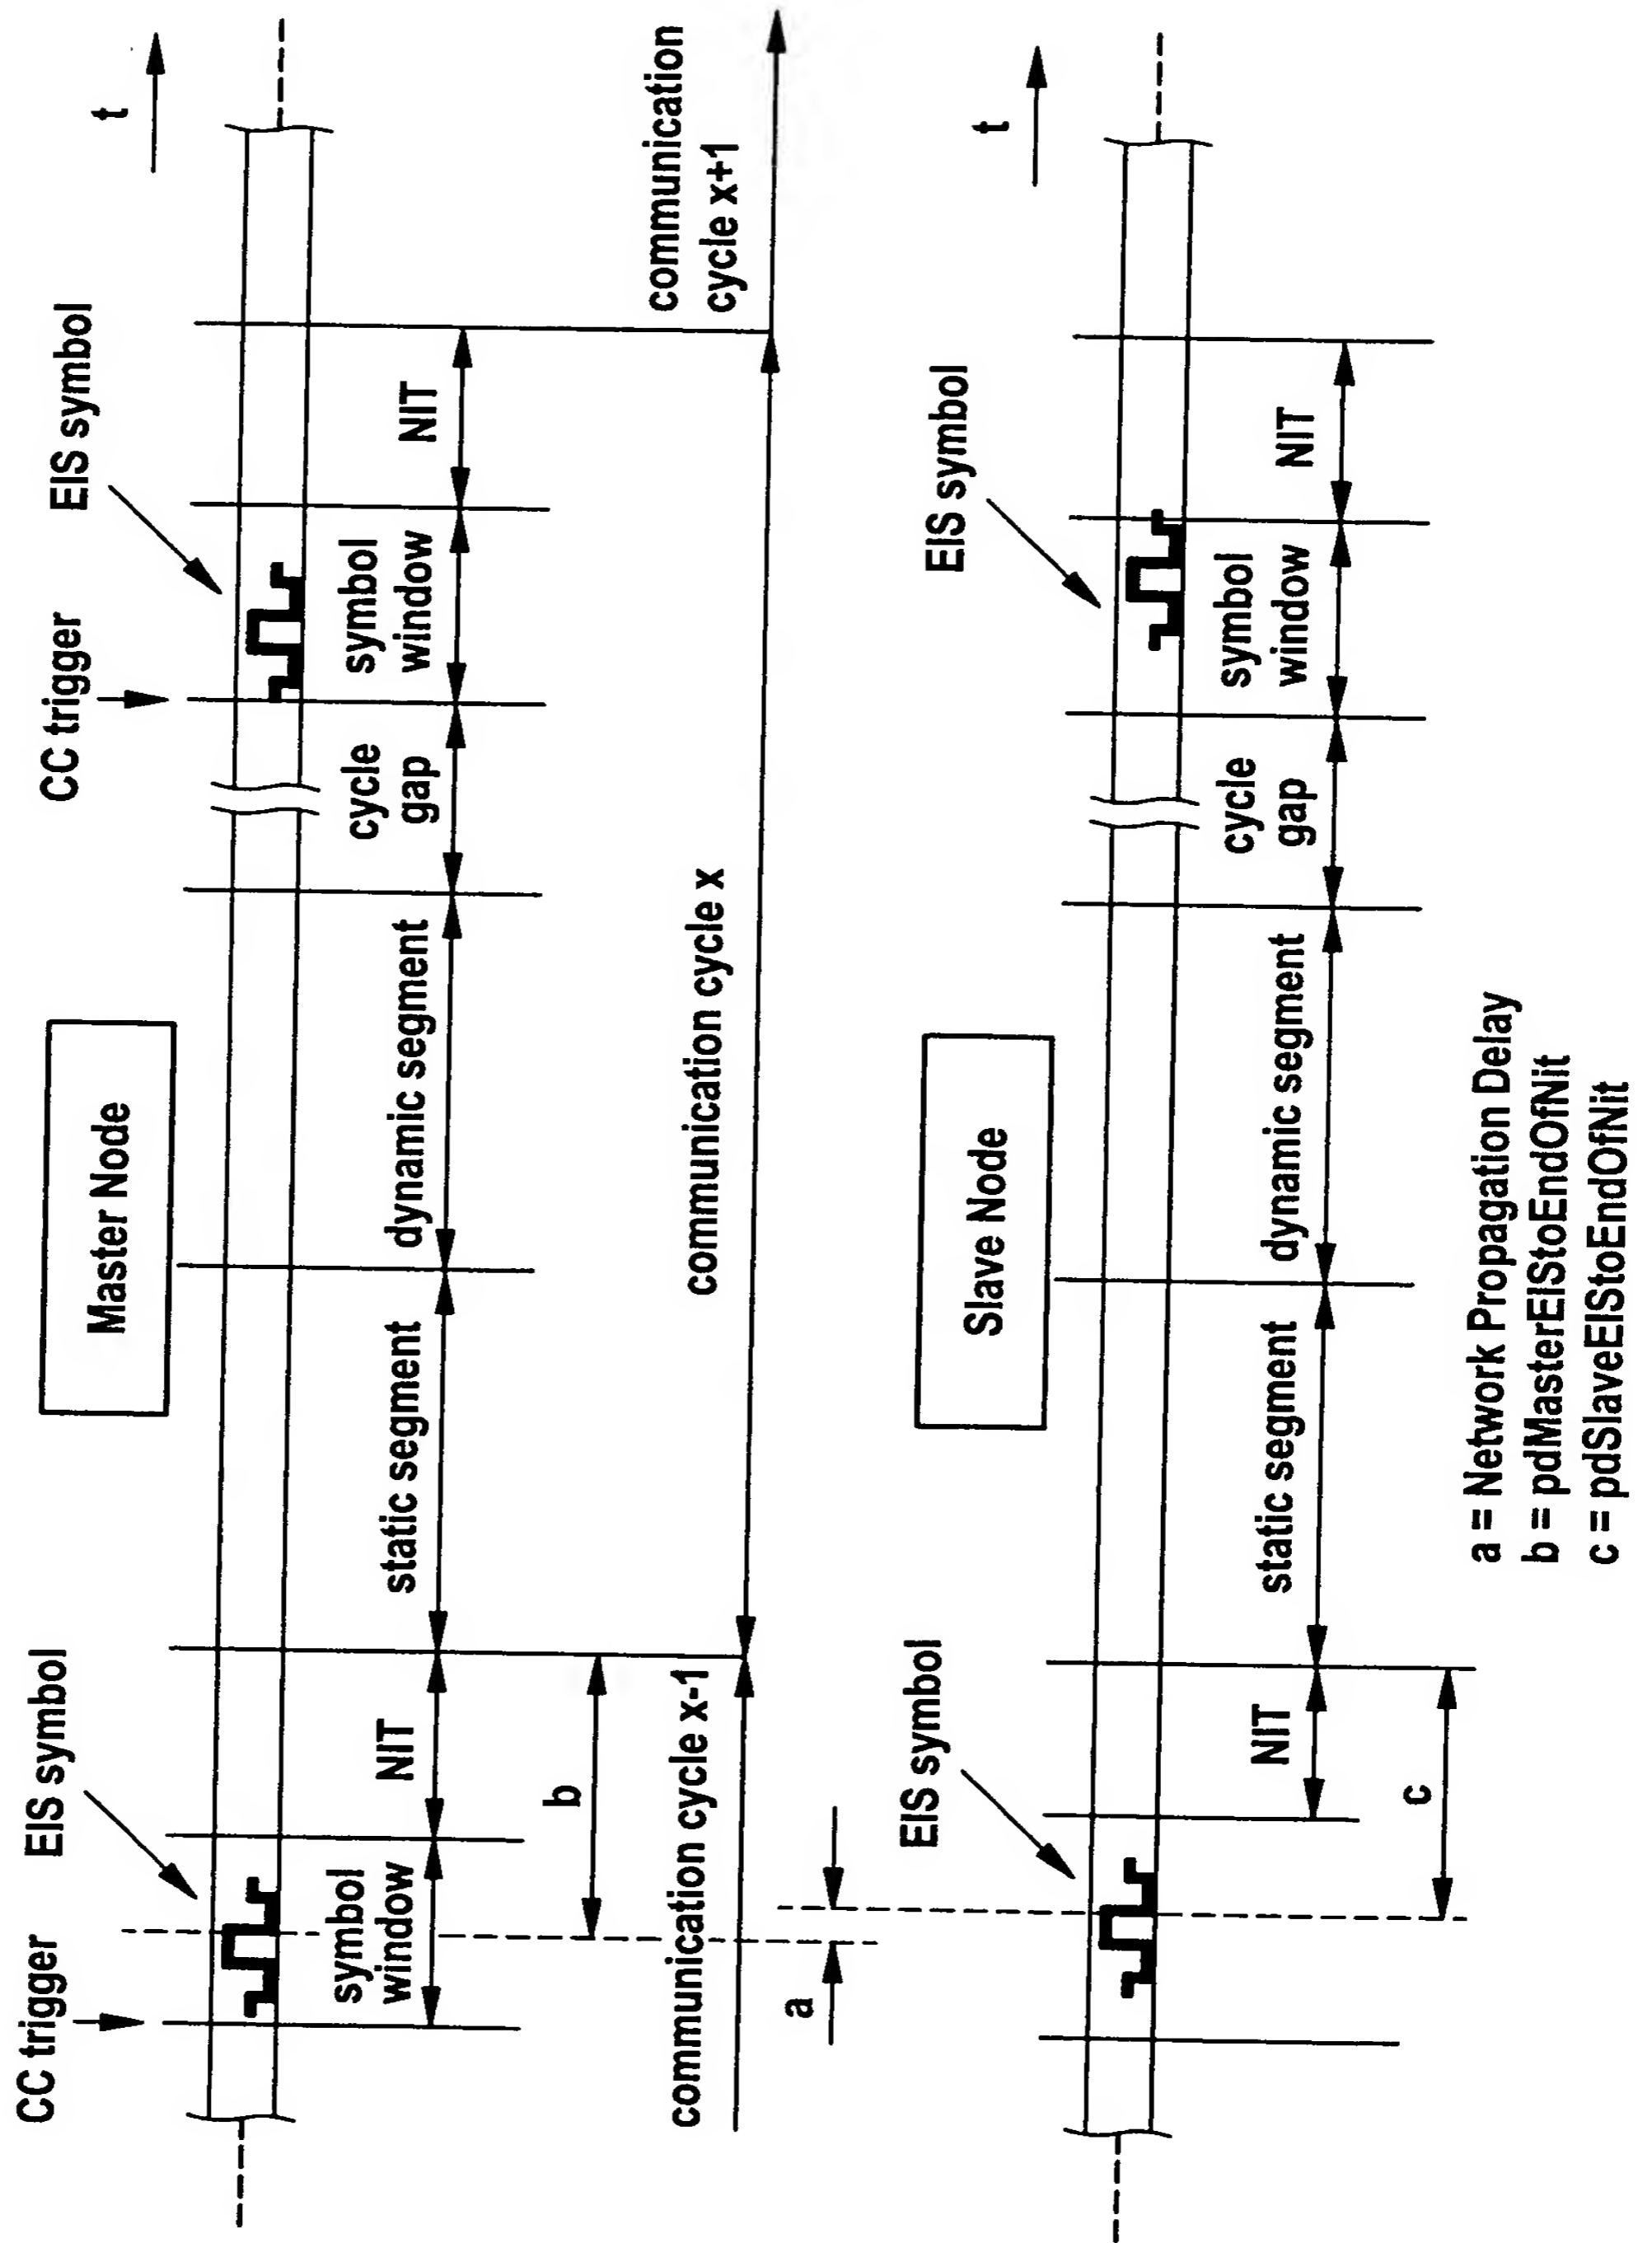 Master Node
CC trigger
EIS symbol
CC trigger
EIS symbol
t
symbol
window
NIT
static segment
dynamic segment
cycle
gap
symbol
window
NIT
b
communication cycle x-1
communication cycle x
communication
cycle x+1
a
Slave Node
EIS symbol
EIS symbol
t
NIT
static segment
dynamic segment
cycle
gap
symbol
window
NIT
c
a = Network Propagation Delay
b = pdMasterEIStoEndOfNit
c = pdSlaveEIStoEndOfNit